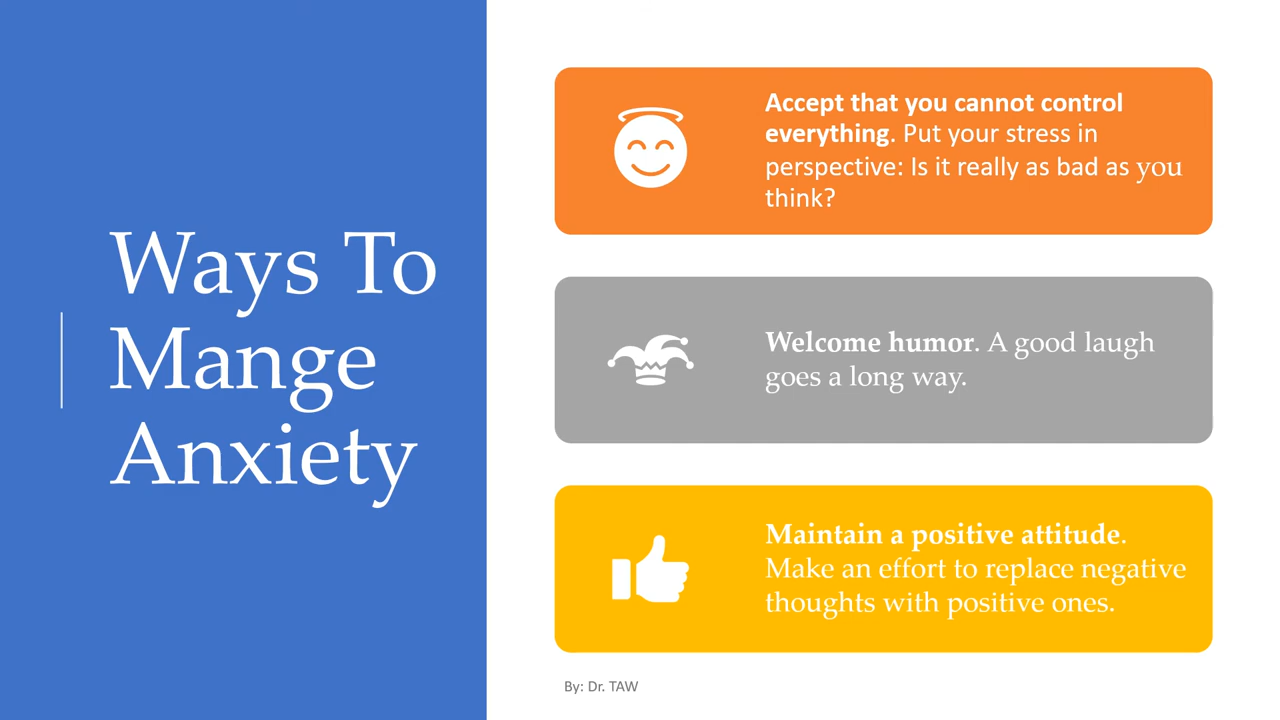 Ways To
Mange
Anxiety
Accept that you cannot control
everything. Put your stress in
perspective: Is it really as bad as you
think?
Welcome humor. A good laugh
goes a long way.
Maintain a positive attitude.
Make an effort to replace negative
thoughts with positive ones.
By: Dr. TAW